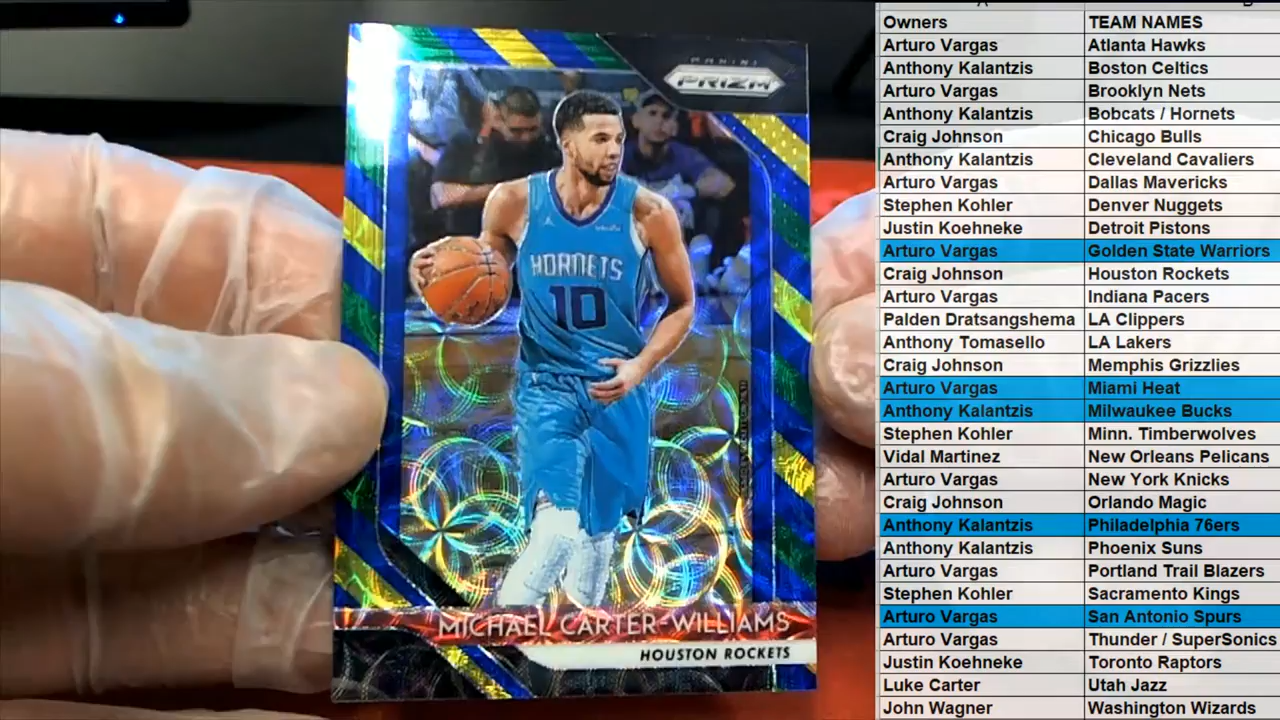 PANINI
PRIZM
HORNETS
10
MICHAEL CARTER-WILLIAMS
HOUSTON ROCKETS
Owners TEAM NAMES
Arturo Vargas Atlanta Hawks
Anthony Kalantzis Boston Celtics
Arturo Vargas Brooklyn Nets
Anthony Kalantzis Bobcats / Hornets
Craig Johnson Chicago Bulls
Anthony Kalantzis Cleveland Cavaliers
Arturo Vargas Dallas Mavericks
Stephen Kohler Denver Nuggets
Justin Koehneke Detroit Pistons
Arturo Vargas Golden State Warriors
Craig Johnson Houston Rockets
Arturo Vargas Indiana Pacers
Palden Dratsangshema LA Clippers
Anthony Tomasello LA Lakers
Craig Johnson Memphis Grizzlies
Arturo Vargas Miami Heat
Anthony Kalantzis Milwaukee Bucks
Stephen Kohler Minn. Timberwolves
Vidal Martinez New Orleans Pelicans
Arturo Vargas New York Knicks
Craig Johnson Orlando Magic
Anthony Kalantzis Philadelphia 76ers
Anthony Kalantzis Phoenix Suns
Arturo Vargas Portland Trail Blazers
Stephen Kohler Sacramento Kings
Arturo Vargas San Antonio Spurs
Arturo Vargas Thunder / SuperSonics
Justin Koehneke Toronto Raptors
Luke Carter Utah Jazz
John Wagner Washington Wizards